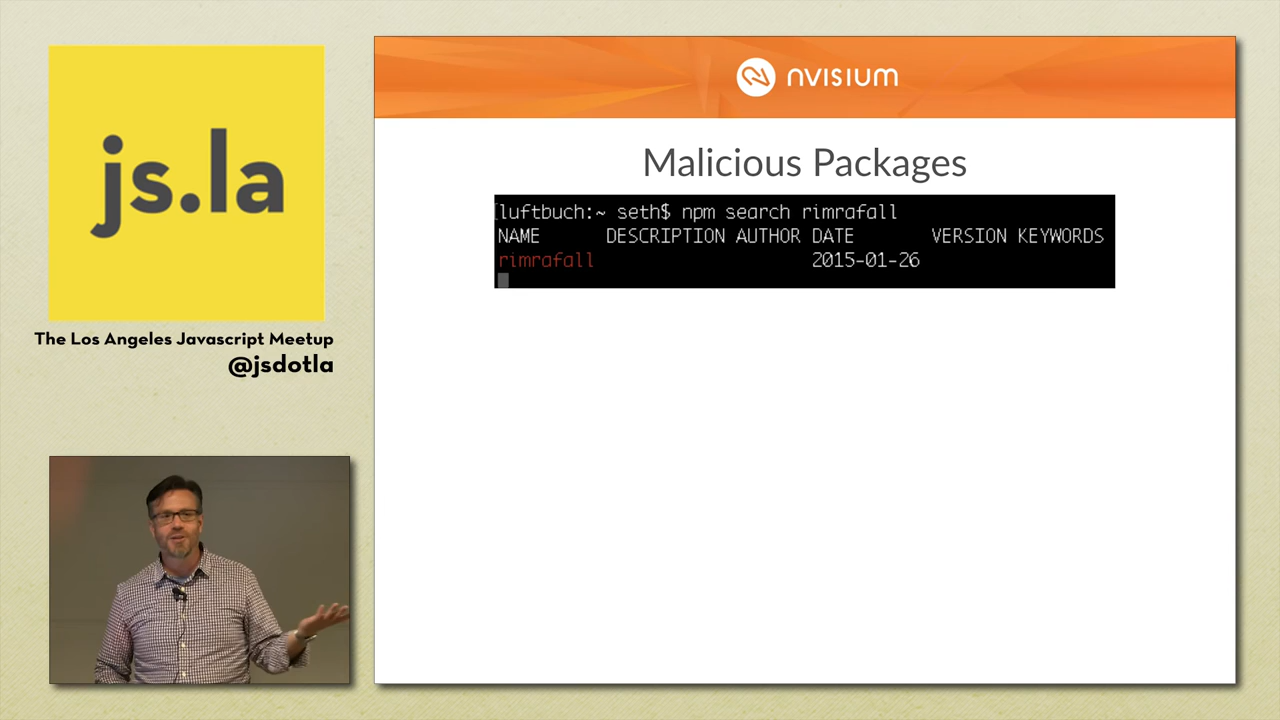 js.la
The Los Angeles Javascript Meetup
@jsdotla
nvisium
Malicious Packages
[luftbuch:~ seth$ npm search rimrafall
NAME DESCRIPTION AUTHOR DATE VERSION KEYWORDS
rimrafall 2015-01-26